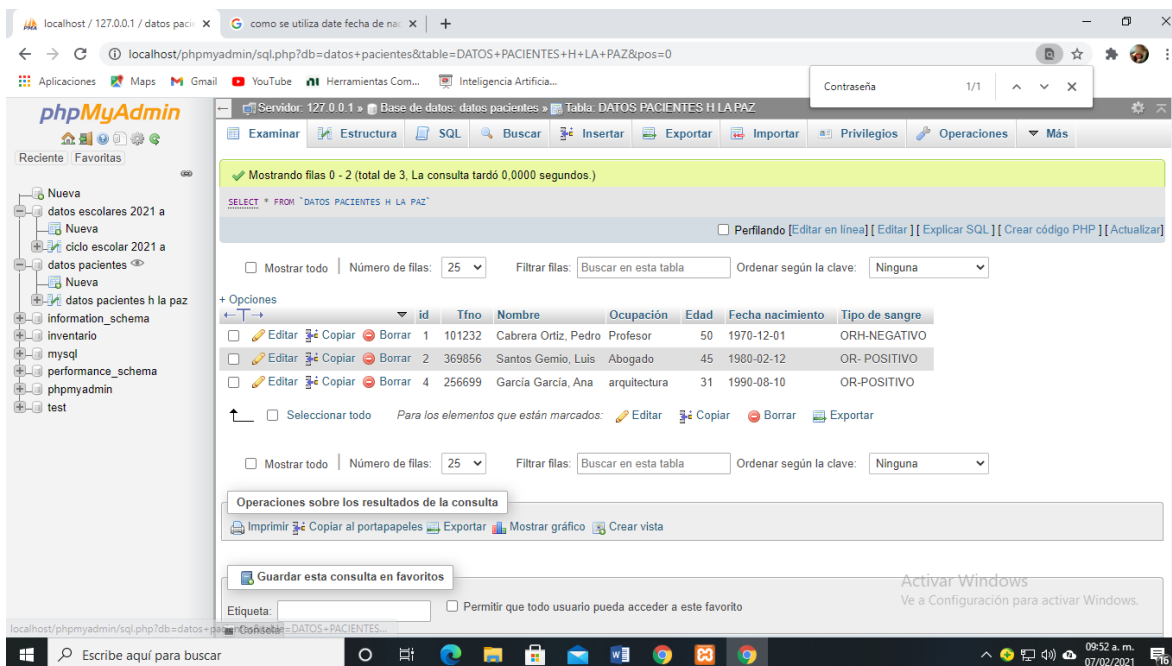 localhost / 127.0.0.1 / datos paci
como se utiliza date fecha de nac
localhost/phpmyadmin/sql.php?db=datos+pacientes&table=DATOS+PACIENTES+H+LA+PAZ&pos=0
Aplicaciones Maps Gmail YouTube Herramientas Com... Inteligencia Artificia...
Contraseña 1/1
phpMyAdmin
Reciente Favoritas
Nueva
datos escolares 2021 a
Nueva
ciclo escolar 2021 a
datos pacientes
Nueva
datos pacientes h la paz
information_schema
inventario
mysql
performance_schema
phpmyadmin
test
Servidor: 127.0.0.1 » Base de datos: datos pacientes » Tabla: DATOS PACIENTES H LA PAZ
Examinar Estructura SQL Buscar Insertar Exportar Importar Privilegios Operaciones Más
Mostrando filas 0 - 2 (total de 3, La consulta tardó 0,0000 segundos.)
SELECT * FROM `DATOS PACIENTES H LA PAZ`
Perfilando [Editar en línea] [ Editar ] [ Explicar SQL ] [ Crear código PHP ] [ Actualizar]
Mostrar todo Número de filas: 25 Filtrar filas: Buscar en esta tabla Ordenar según la clave: Ninguna
+ Opciones
←T→ id Tfno Nombre Ocupación Edad Fecha nacimiento Tipo de sangre
Editar Copiar Borrar 1 101232 Cabrera Ortiz, Pedro Profesor 50 1970-12-01 ORH-NEGATIVO
Editar Copiar Borrar 2 369856 Santos Gemio, Luis Abogado 45 1980-02-12 OR- POSITIVO
Editar Copiar Borrar 4 256699 García García, Ana arquitectura 31 1990-08-10 OR-POSITIVO
Seleccionar todo Para los elementos que están marcados: Editar Copiar Borrar Exportar
Mostrar todo Número de filas: 25 Filtrar filas: Buscar en esta tabla Ordenar según la clave: Ninguna
Operaciones sobre los resultados de la consulta
Imprimir Copiar al portapapeles Exportar Mostrar gráfico Crear vista
Guardar esta consulta en favoritos
Etiqueta: Permitir que todo usuario pueda acceder a este favorito
Activar Windows
Ve a Configuración para activar Windows.
Consola
Escribe aquí para buscar
09:52 a. m.
07/02/2021